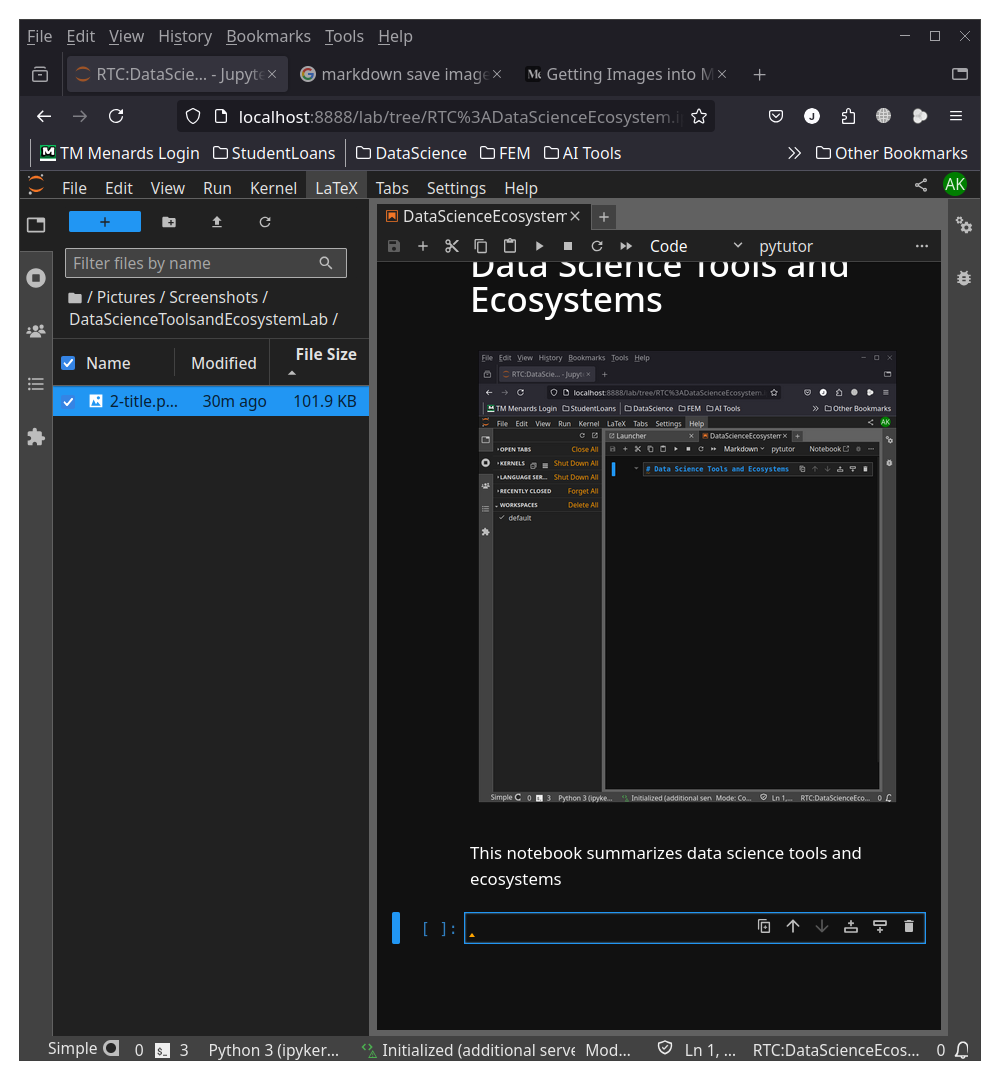 File Edit View History Bookmarks Tools Help
RTC:DataScie... - Jupyte
markdown save image
Getting Images into M
localhost:8888/lab/tree/RTC%3ADataScienceEcosystem.i
TM Menards Login StudentLoans DataScience FEM AI Tools Other Bookmarks
File Edit View Run Kernel LaTeX Tabs Settings Help AK
DataScienceEcosystem
Code pytutor
Filter files by name
/ Pictures / Screenshots /
DataScienceToolsandEcosystemLab /
Name Modified File Size
2-title.p... 30m ago 101.9 KB
Data Science Tools and
Ecosystems
File Edit View History Bookmarks Tools Help
RTC:DataScie... - Jupyte
localhost:8888/lab/tree/RTC%3ADataScienceEcosystem.
TM Menards Login StudentLoans DataScience FEM AI Tools Other Bookmarks
File Edit View Run Kernel LaTeX Tabs Settings Help AK
Launcher DataScienceEcosystem
Markdown pytutor Notebook
OPEN TABS Close All
KERNELS Shut Down All
LANGUAGE SER... Shut Down All
RECENTLY CLOSED Forget All
WORKSPACES Delete All
default
# Data Science Tools and Ecosystems
Simple 0 3 Python 3 (ipyke... Initialized (additional serv Mode: Co... Ln 1,... RTC:DataScienceEco... 0
This notebook summarizes data science tools and
ecosystems
[ ]:
Simple 0 3 Python 3 (ipyker... Initialized (additional serve Mod... Ln 1, ... RTC:DataScienceEcos... 0